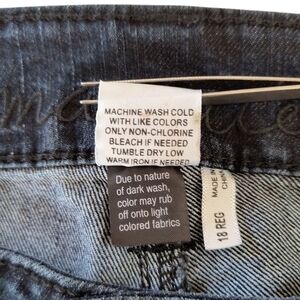 MACHINE WASH COLD
WITH LIKE COLORS
ONLY NON-CHLORINE
BLEACH IF NEEDED
TUMBLE DRY LOW
WARM IRON IF NEEDED
Due to nature
of dark wash,
color may rub
off onto light
colored fabrics
MADE IN
CHINA
18 REG